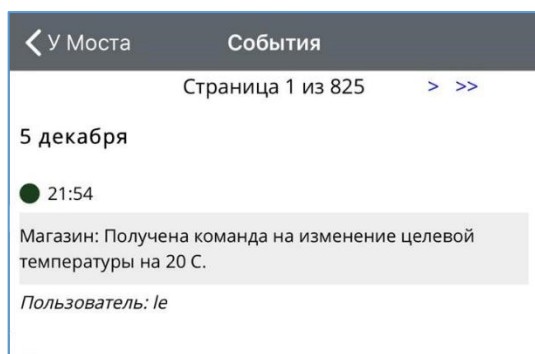 У Моста События
Страница 1 из 825 > >>
5 декабря
21:54
Магазин: Получена команда на изменение целевой
температуры на 20 С.
Пользователь: le